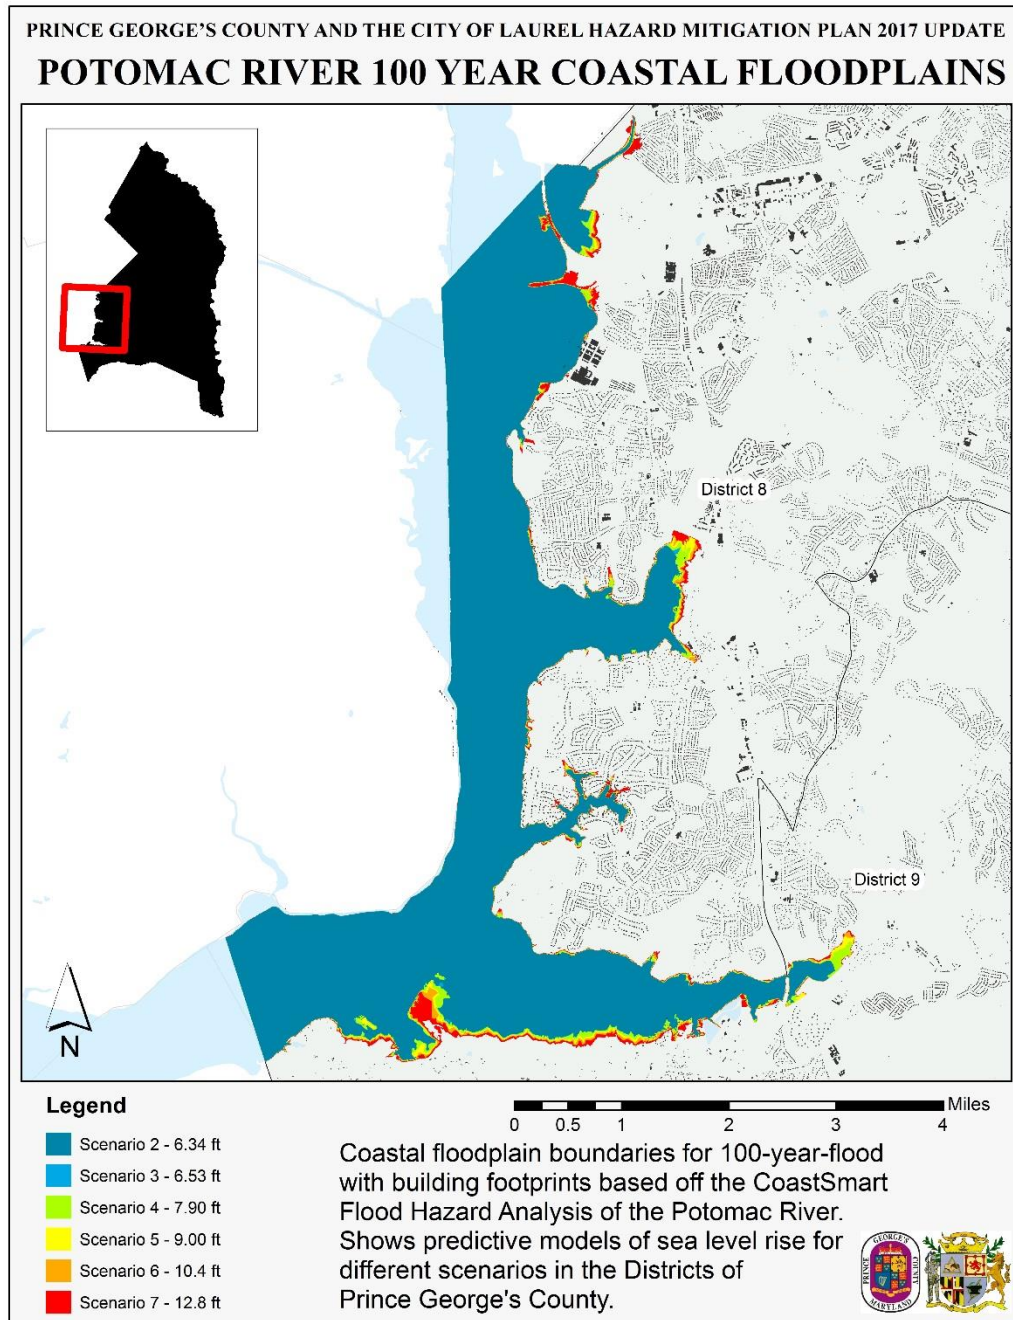 PRINCE GEORGE'S COUNTY AND THE CITY OF LAUREL HAZARD MITIGATION PLAN 2017 UPDATE
POTOMAC RIVER 100 YEAR COASTAL FLOODPLAINS
District 8
District 9
N
Legend
Scenario 2 - 6.34 ft
Scenario 3 - 6.53 ft
Scenario 4 - 7.90 ft
Scenario 5 - 9.00 ft
Scenario 6 - 10.4 ft
Scenario 7 - 12.8 ft
Miles
0 0.5 1 2 3 4
Coastal floodplain boundaries for 100-year-flood
with building footprints based off the CoastSmart
Flood Hazard Analysis of the Potomac River.
Shows predictive models of sea level rise for
different scenarios in the Districts of
Prince George's County.
PRINCE GEORGE'S COUNTY MARYLAND